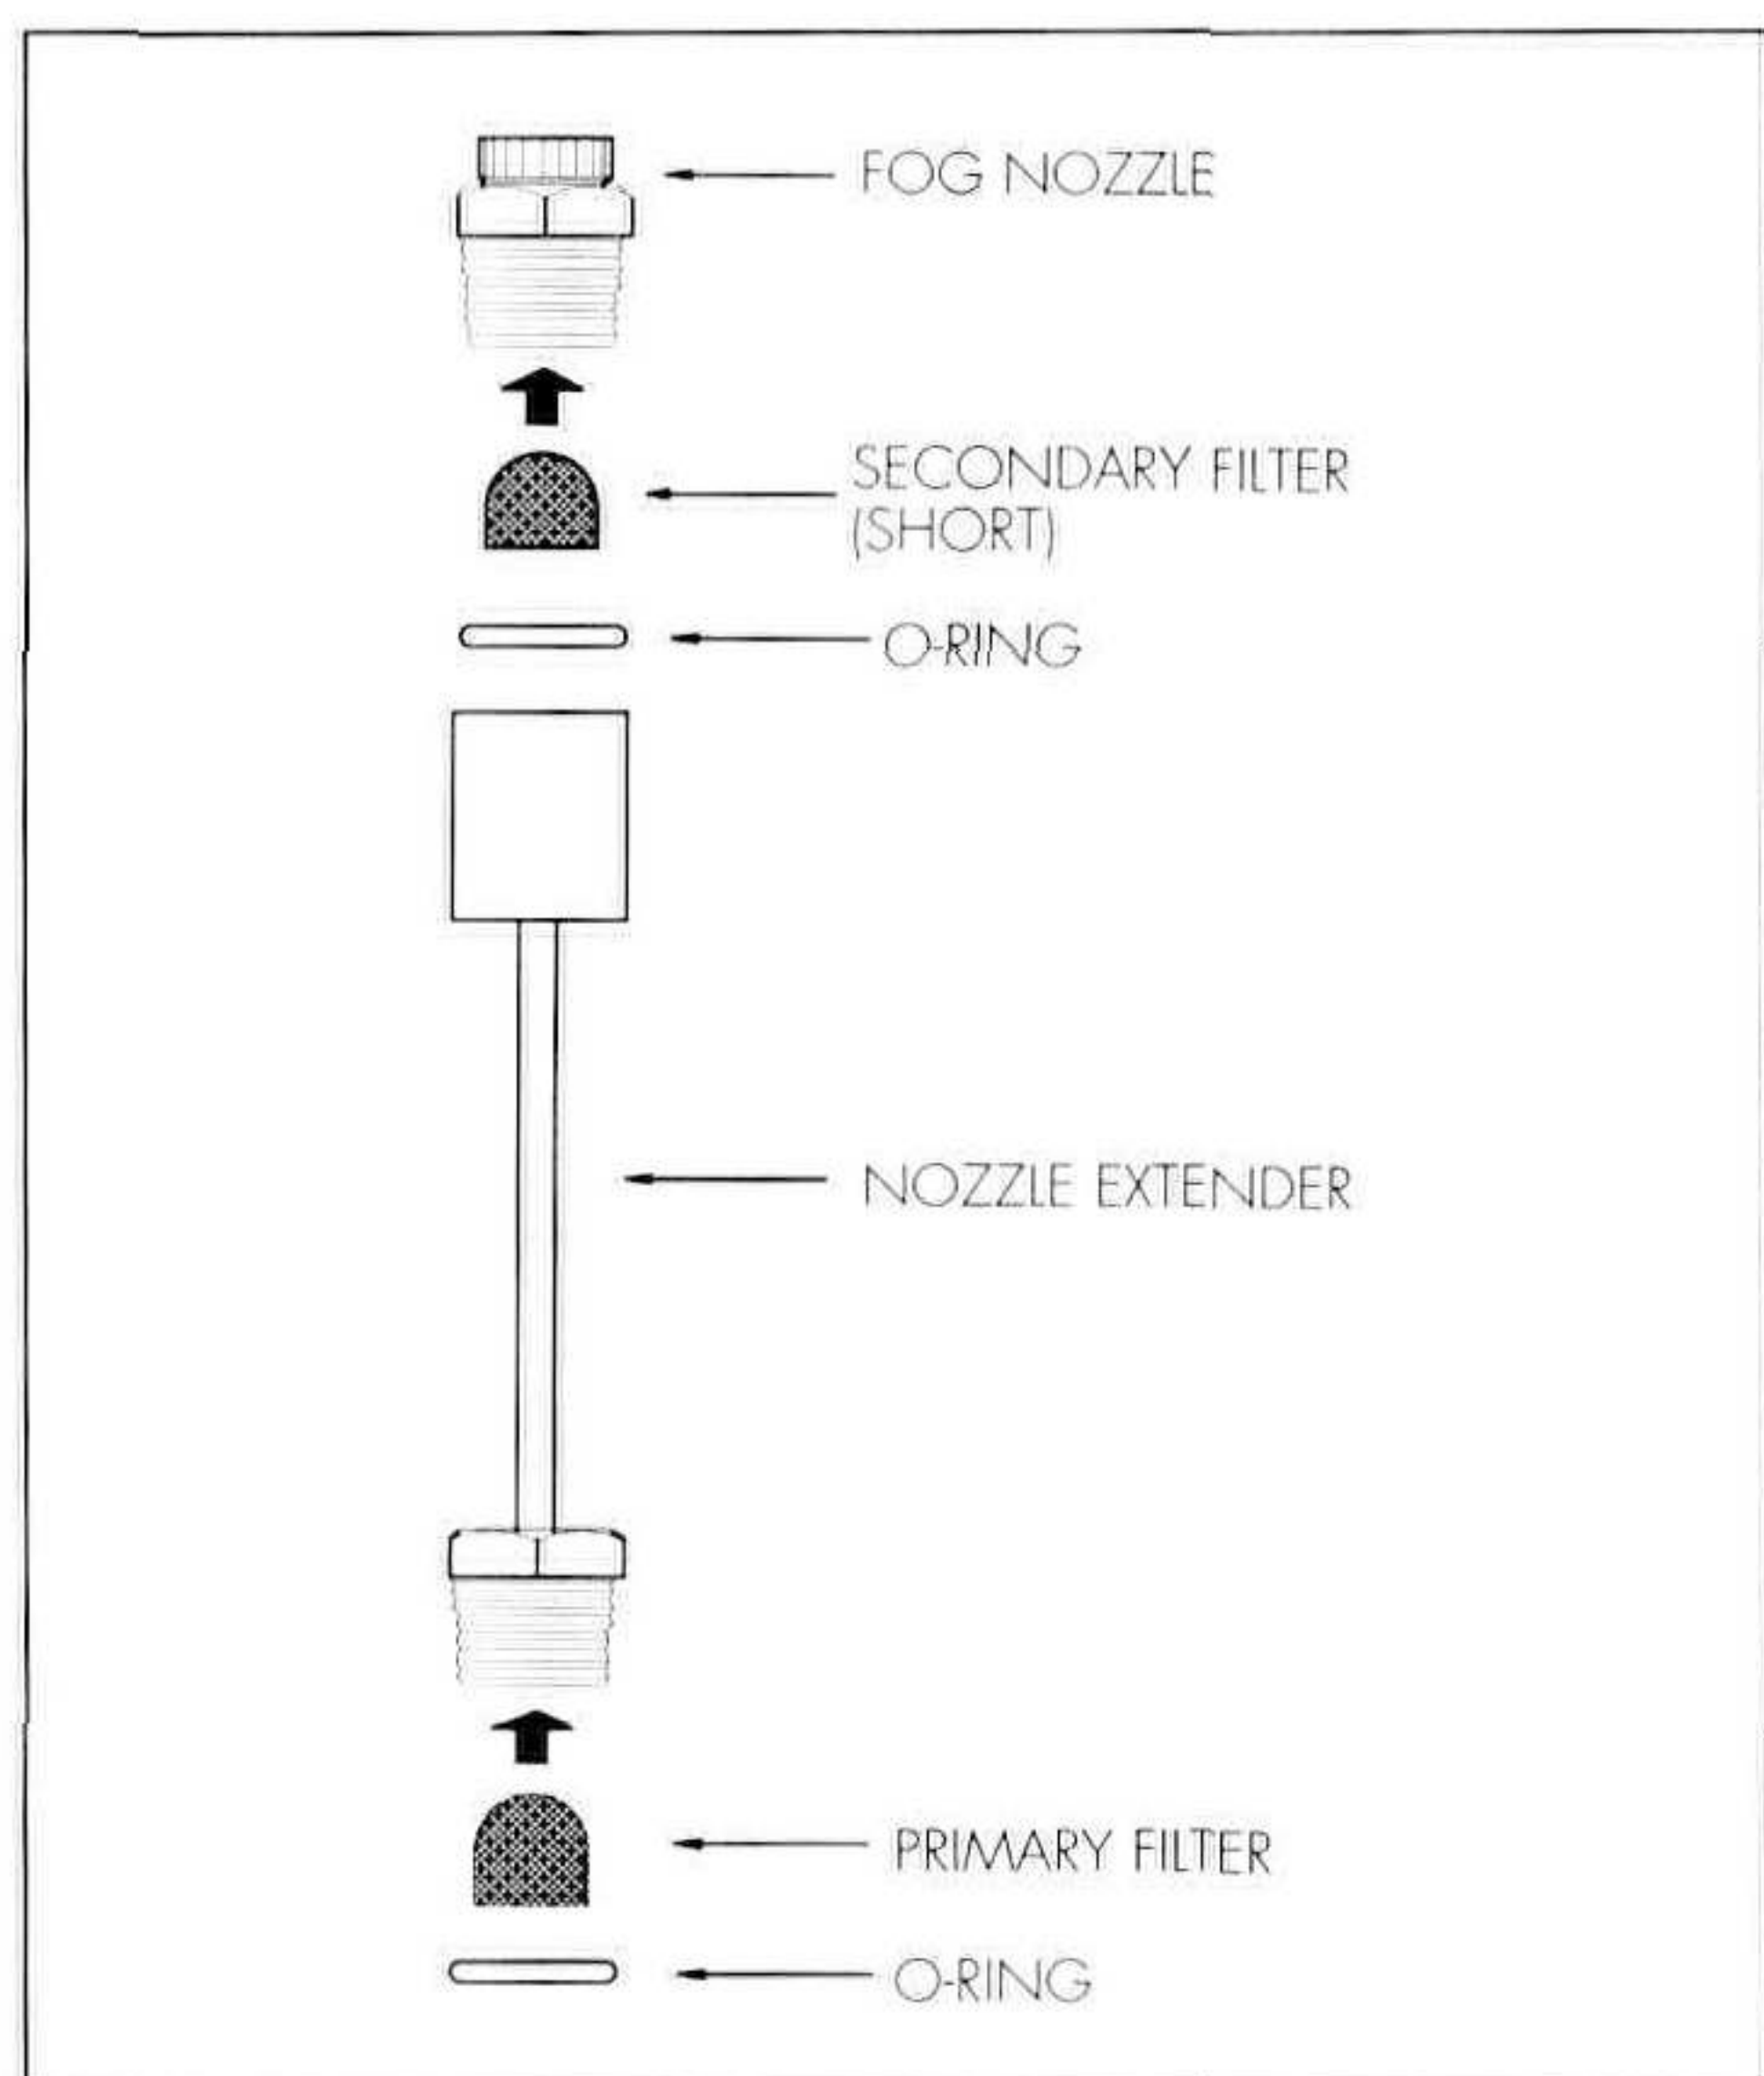 FOG NOZZLE
SECONDARY FILTER
(SHORT)
O-RING
NOZZLE EXTENDER
PRIMARY FILTER
O-RING